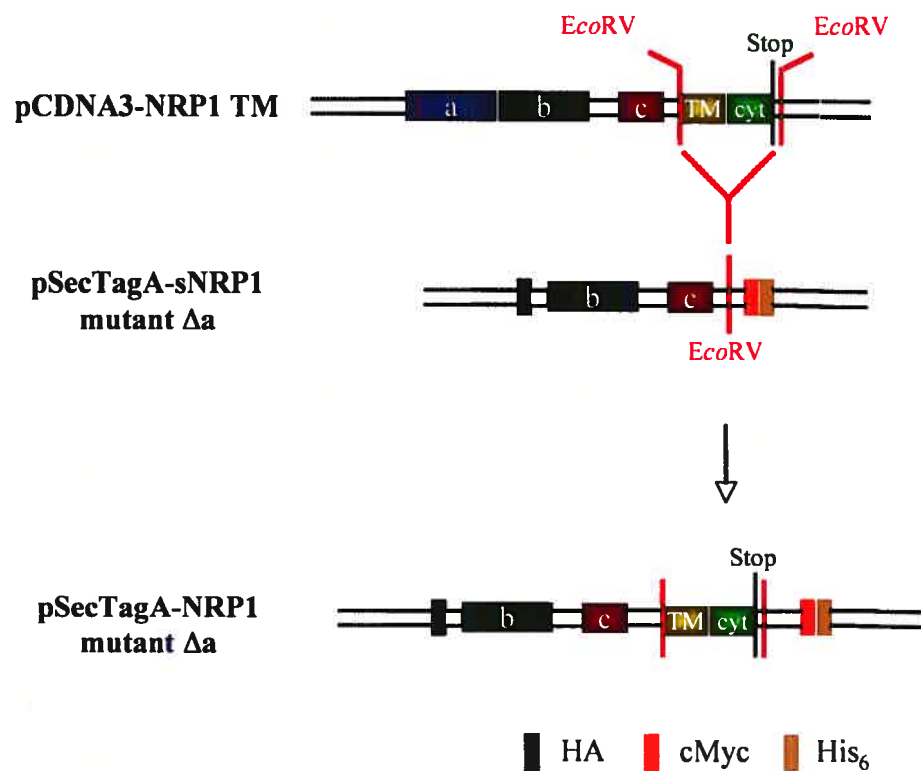 EcoRV EcoRV
Stop
pCDNA3-NRP1 TM
a b c TM cyt
pSecTagA-sNRP1
mutant Δa
b c
EcoRV
Stop
pSecTagA-NRP1
mutant Δa
b c TM cyt
HA cMyc His₆